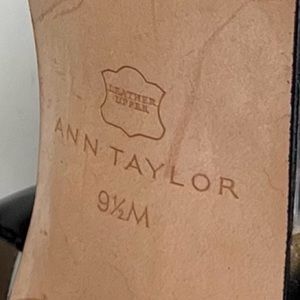 LEATHER
UPPER
ANN TAYLOR
9½M